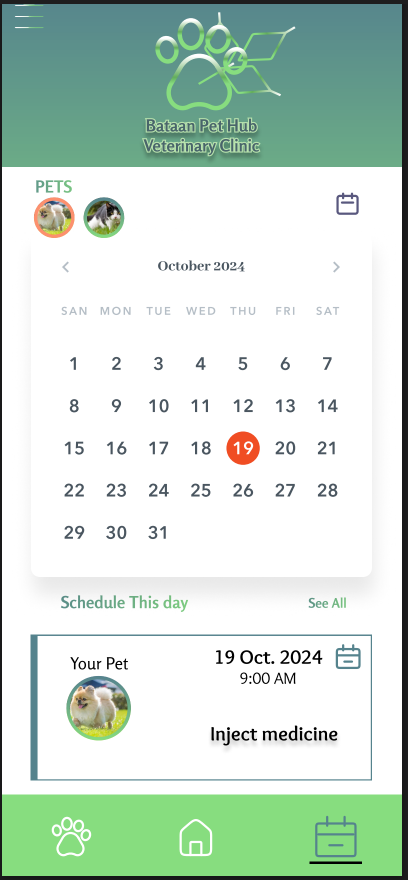 Bataan Pet Hub
Veterinary Clinic
PETS
October 2024
SAN MON TUE WED THU FRI SAT
1 2 3 4 5 6 7
8 9 10 11 12 13 14
15 16 17 18 19 20 21
22 23 24 25 26 27 28
29 30 31
Schedule This day See All
Your Pet
19 Oct. 2024
9:00 AM
Inject medicine